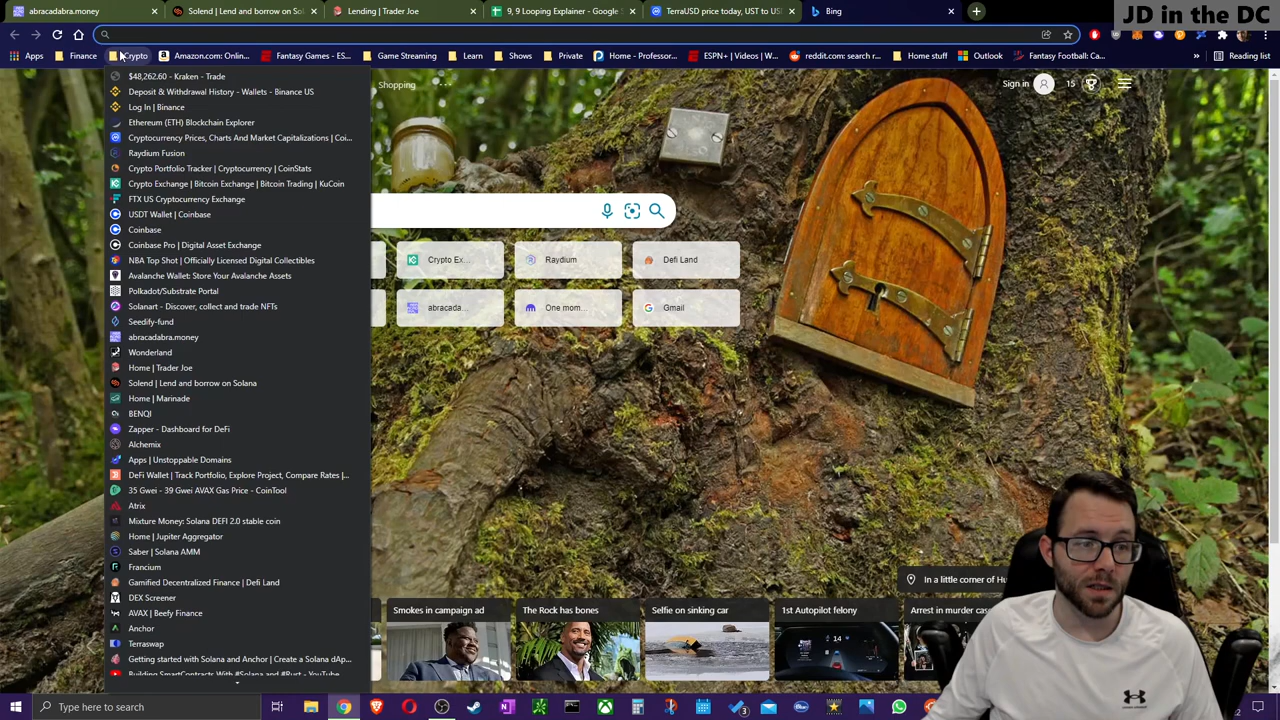 abracadabra.money
Solend | Lend and borrow on Sol
Lending | Trader Joe
9, 9 Looping Explainer - Google S
TerraUSD price today, UST to US
Bing
JD in the DC
Apps
Finance
Crypto
Amazon.com: Onlin...
Fantasy Games - ES...
Game Streaming
Learn
Shows
Private
Home - Professor...
ESPN+ | Videos | W...
reddit.com: search r...
Home stuff
Outlook
Fantasy Football: Ca...
»
Reading list
$48,262.60 - Kraken - Trade
Deposit & Withdrawal History - Wallets - Binance US
Log In | Binance
Ethereum (ETH) Blockchain Explorer
Cryptocurrency Prices, Charts And Market Capitalizations | Coi...
Raydium Fusion
Crypto Portfolio Tracker | Cryptocurrency | CoinStats
Crypto Exchange | Bitcoin Exchange | Bitcoin Trading | KuCoin
FTX US Cryptocurrency Exchange
USDT Wallet | Coinbase
Coinbase
Coinbase Pro | Digital Asset Exchange
NBA Top Shot | Officially Licensed Digital Collectibles
Avalanche Wallet: Store Your Avalanche Assets
Polkadot/Substrate Portal
Solanart - Discover, collect and trade NFTs
Seedify-fund
abracadabra.money
Wonderland
Home | Trader Joe
Solend | Lend and borrow on Solana
Home | Marinade
BENQI
Zapper - Dashboard for DeFi
Alchemix
Apps | Unstoppable Domains
DeFi Wallet | Track Portfolio, Explore Project, Compare Rates |...
35 Gwei - 39 Gwei AVAX Gas Price - CoinTool
Atrix
Mixture Money: Solana DEFI 2.0 stable coin
Home | Jupiter Aggregator
Saber | Solana AMM
Francium
Gamified Decentralized Finance | Defi Land
DEX Screener
AVAX | Beefy Finance
Anchor
Terraswap
Getting started with Solana and Anchor | Create a Solana dAp...
Building SmartContracts With #Solana and #Rust - YouTube
Shopping
...
Sign in
15
Crypto Ex...
Raydium
Defi Land
abracada...
One mom...
Gmail
In a little corner of Hu
Smokes in campaign ad
The Rock has bones
Selfie on sinking car
1st Autopilot felony
Arrest in murder cas
14
Type here to search
3